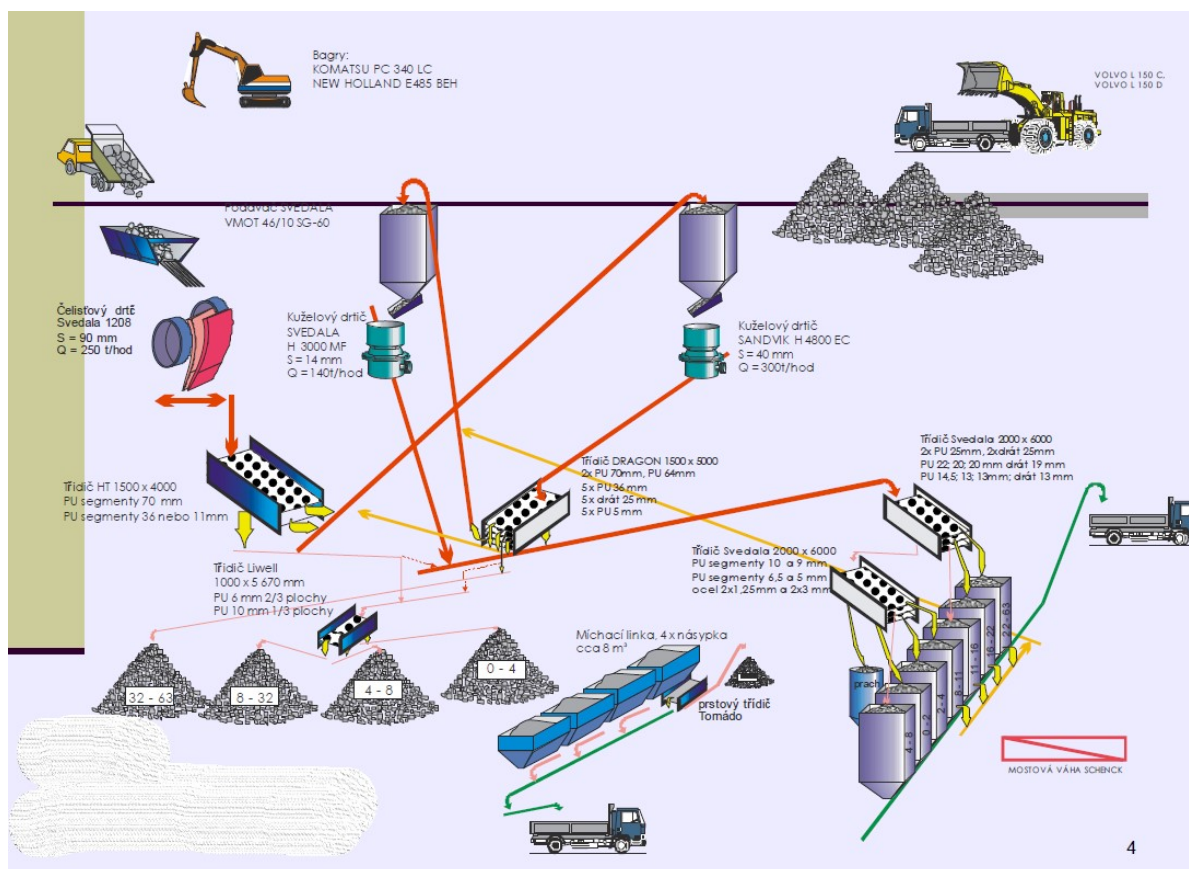 Bagry:
KOMATSU PC 340 LC
NEW HOLLAND E485 BEH
VOLVO L 150 C,
VOLVO L 150 D
Podavač SVEDALA
VMOT 46/10 SG-60
Čelisťový drtič
Svedala 1208
S = 90 mm
Q = 250 t/hod
Kuželový drtič
SVEDALA
H 3000 MF
S = 14 mm
Q = 140t/hod
Kuželový drtič
SANDVIK H 4800 EC
S = 40 mm
Q = 300t/hod
Třídič HT 1500 x 4000
PU segmenty 70 mm
PU segmenty 36 nebo 11mm
Třídič DRAGON 1500 x 5000
2x PU 70mm, PU 64mm
5x PU 36 mm
5x drát 25 mm
5x PU 5 mm
Třídič Svedala 2000 x 6000
2x PU 25mm, 2xdrát 25mm
PU 22; 20; 20 mm drát 19 mm
PU 14,5; 13; 13mm; drát 13 mm
Třídič Svedala 2000 x 6000
PU segmenty 10 a 9 mm
PU segmenty 6,5 a 5 mm
ocel 2x1,25mm a 2x3 mm
Třídič Liwell
1000 x 5 670 mm
PU 6 mm 2/3 plochy
PU 10 mm 1/3 plochy
32 - 63
8 - 32
4 - 8
0 - 4
Míchací linka, 4 x násypka
cca 8 m³
prstový třídič
Tornádo
prach
4 - 8
0 - 2
2 - 4
8 - 11
11 - 16
16 - 22
22 - 63
MOSTOVÁ VÁHA SCHENCK
4